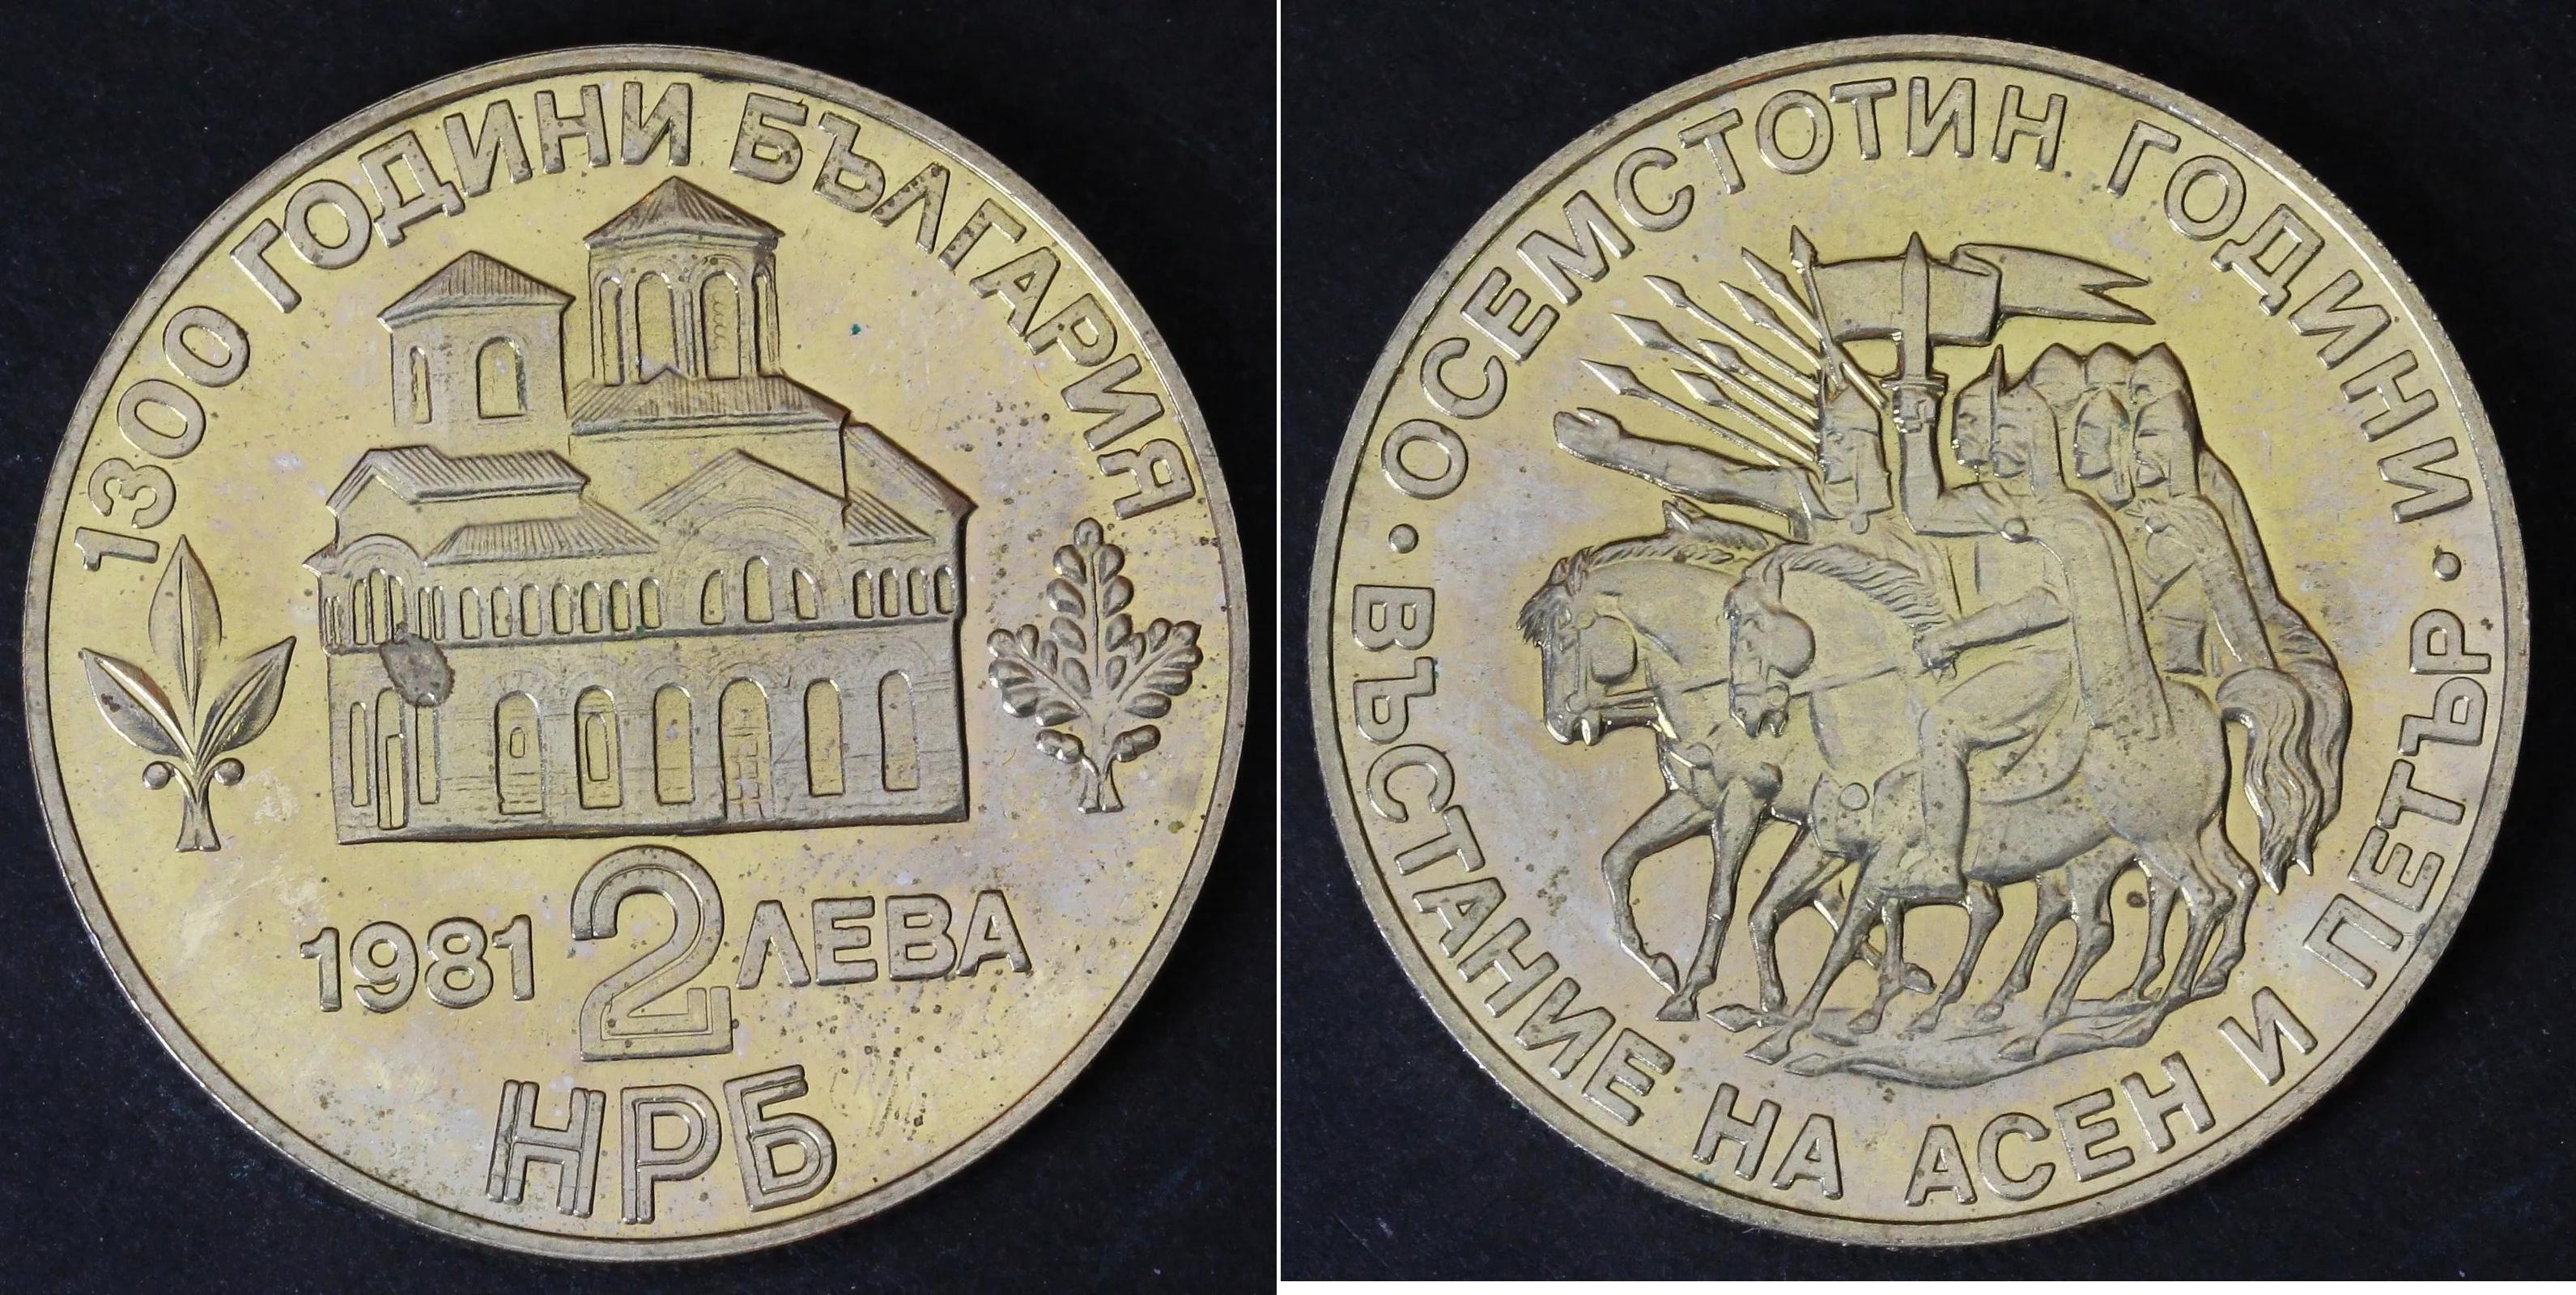 1300 ГОДИНИ БЪЛГАРИЯ
1981 2 ЛЕВА
НРБ
• ОСЕМСТОТИН ГОДИНИ •
ВЪСТАНИЕ НА АСЕН И ПЕТЪР